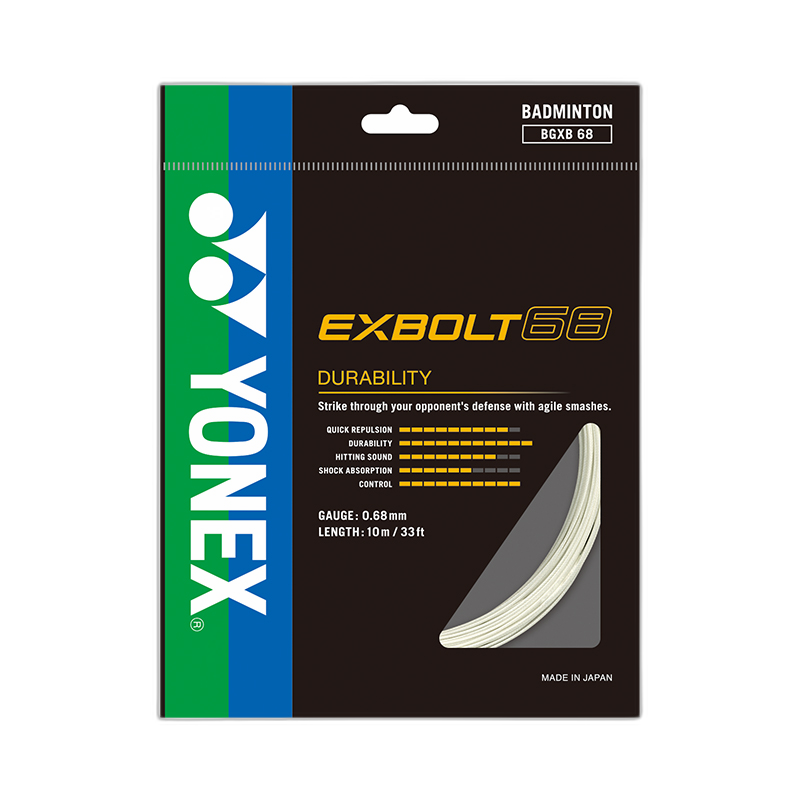 BADMINTON
BGXB 68
YONEX®
EXBOLT68
DURABILITY
Strike through your opponent's defense with agile smashes.
QUICK REPULSION
DURABILITY
HITTING SOUND
SHOCK ABSORPTION
CONTROL
GAUGE: 0.68mm
LENGTH: 10m / 33ft
MADE IN JAPAN